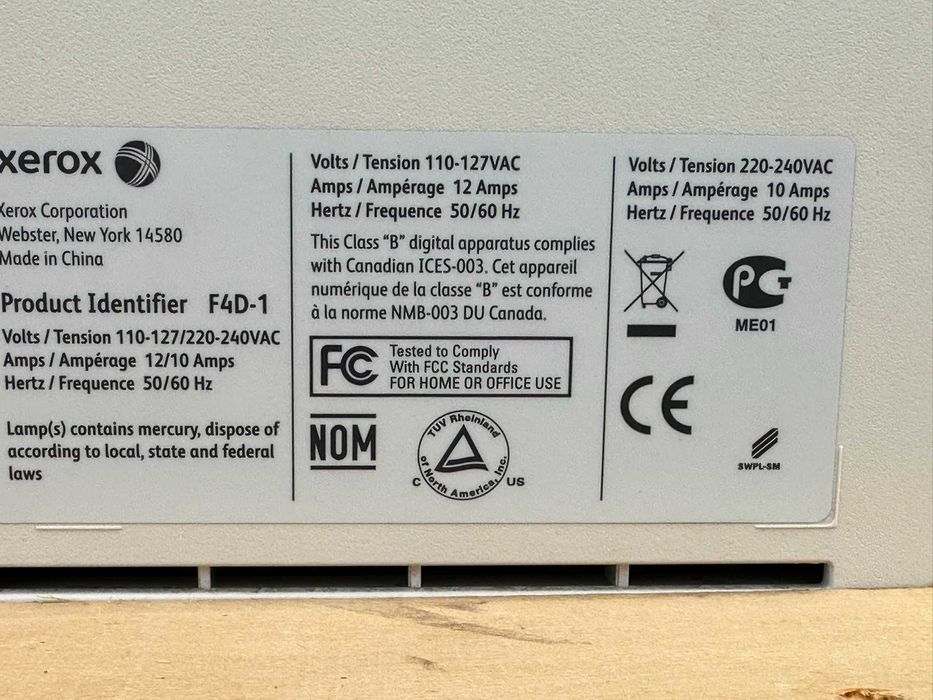 xerox
Xerox Corporation
Webster, New York 14580
Made in China
Product Identifier F4D-1
Volts / Tension 110-127/220-240VAC
Amps / Ampérage 12/10 Amps
Hertz / Frequence 50/60 Hz
Lamp(s) contains mercury, dispose of
according to local, state and federal
laws
Volts / Tension 110-127VAC
Amps / Ampérage 12 Amps
Hertz / Frequence 50/60 Hz
This Class “B” digital apparatus complies
with Canadian ICES-003. Cet appareil
numérique de la classe “B” est conforme
à la norme NMB-003 DU Canada.
FC
Tested to Comply
With FCC Standards
FOR HOME OR OFFICE USE
NOM
TUV Rheinland
of North America, Inc.
C US
Volts / Tension 220-240VAC
Amps / Ampérage 10 Amps
Hertz / Frequence 50/60 Hz
ME01
CE
SWPL-SM